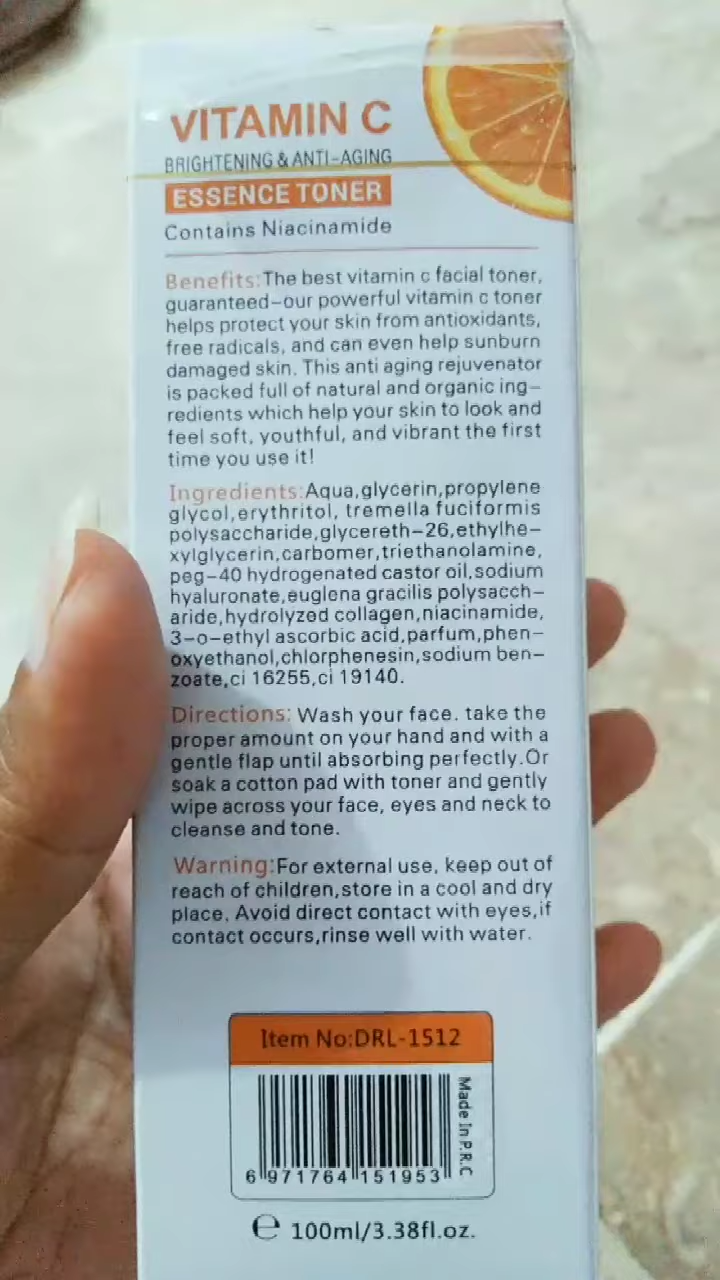 VITAMIN C
BRIGHTENING & ANTI-AGING
ESSENCE TONER
Contains Niacinamide
Benefits:The best vitamin c facial toner,
guaranteed-our powerful vitamin c toner
helps protect your skin from antioxidants,
free radicals, and can even help sunburn
damaged skin. This anti aging rejuvenator
is packed full of natural and organic ing-
redients which help your skin to look and
feel soft, youthful, and vibrant the first
time you use it!
Ingredients:Aqua,glycerin,propylene
glycol,erythritol, tremella fuciformis
polysaccharide,glycereth-26,ethylhe-
xylglycerin,carbomer,triethanolamine,
peg-40 hydrogenated castor oil,sodium
hyaluronate,euglena gracilis polysacch-
aride,hydrolyzed collagen,niacinamide,
3-o-ethyl ascorbic acid,parfum,phen-
oxyethanol,chlorphenesin,sodium ben-
zoate,ci 16255,ci 19140.
Directions: Wash your face. take the
proper amount on your hand and with a
gentle flap until absorbing perfectly.Or
soak a cotton pad with toner and gently
wipe across your face, eyes and neck to
cleanse and tone.
Warning:For external use, keep out of
reach of children,store in a cool and dry
place, Avoid direct contact with eyes,if
contact occurs,rinse well with water.
Item No:DRL-1512
Made In P.R.C
6 971764 151953
℮ 100ml/3.38fl.oz.